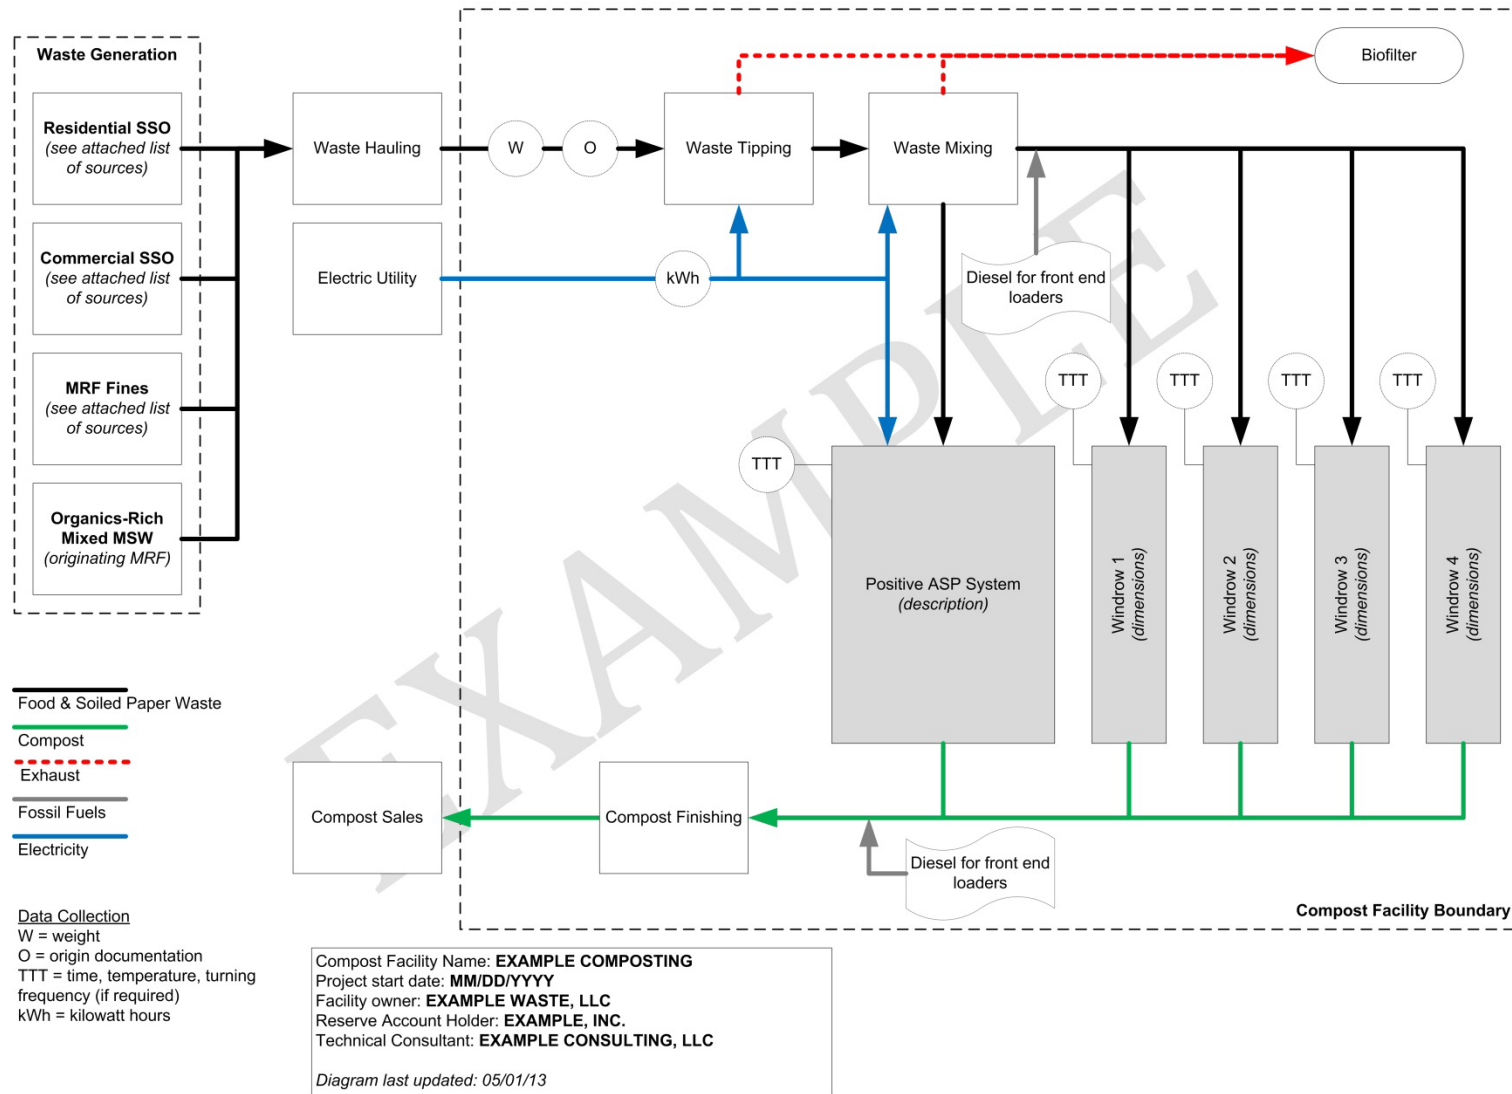 Waste Generation
Residential SSO
(see attached list
of sources)
Commercial SSO
(see attached list
of sources)
MRF Fines
(see attached list
of sources)
Organics-Rich
Mixed MSW
(originating MRF)
Waste Hauling
Electric Utility
W
O
kWh
Waste Tipping
Waste Mixing
Biofilter
Diesel for front end
loaders
TTT
TTT
TTT
TTT
TTT
Positive ASP System
(description)
Windrow 1
(dimensions)
Windrow 2
(dimensions)
Windrow 3
(dimensions)
Windrow 4
(dimensions)
EXAMPLE
Compost Sales
Compost Finishing
Diesel for front end
loaders
Compost Facility Boundary
Food & Soiled Paper Waste
Compost
Exhaust
Fossil Fuels
Electricity
Data Collection
W = weight
O = origin documentation
TTT = time, temperature, turning
frequency (if required)
kWh = kilowatt hours
Compost Facility Name: EXAMPLE COMPOSTING
Project start date: MM/DD/YYYY
Facility owner: EXAMPLE WASTE, LLC
Reserve Account Holder: EXAMPLE, INC.
Technical Consultant: EXAMPLE CONSULTING, LLC
Diagram last updated: 05/01/13